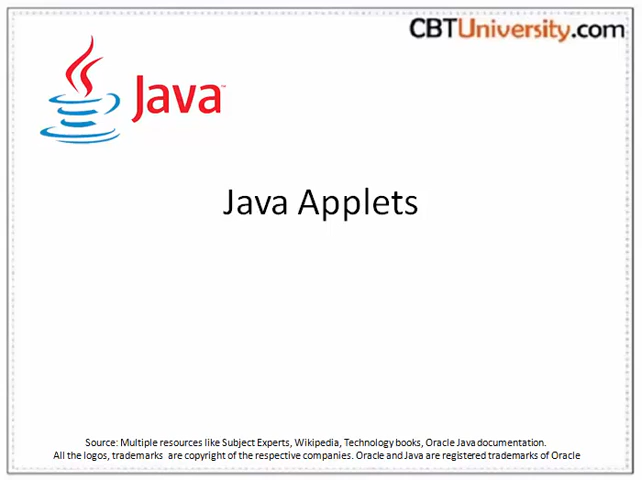 CBTUniversity.com
Java™
Java Applets
Source: Multiple resources like Subject Experts, Wikipedia, Technology books, Oracle Java documentation.
All the logos, trademarks are copyright of the respective companies. Oracle and Java are registered trademarks of Oracle